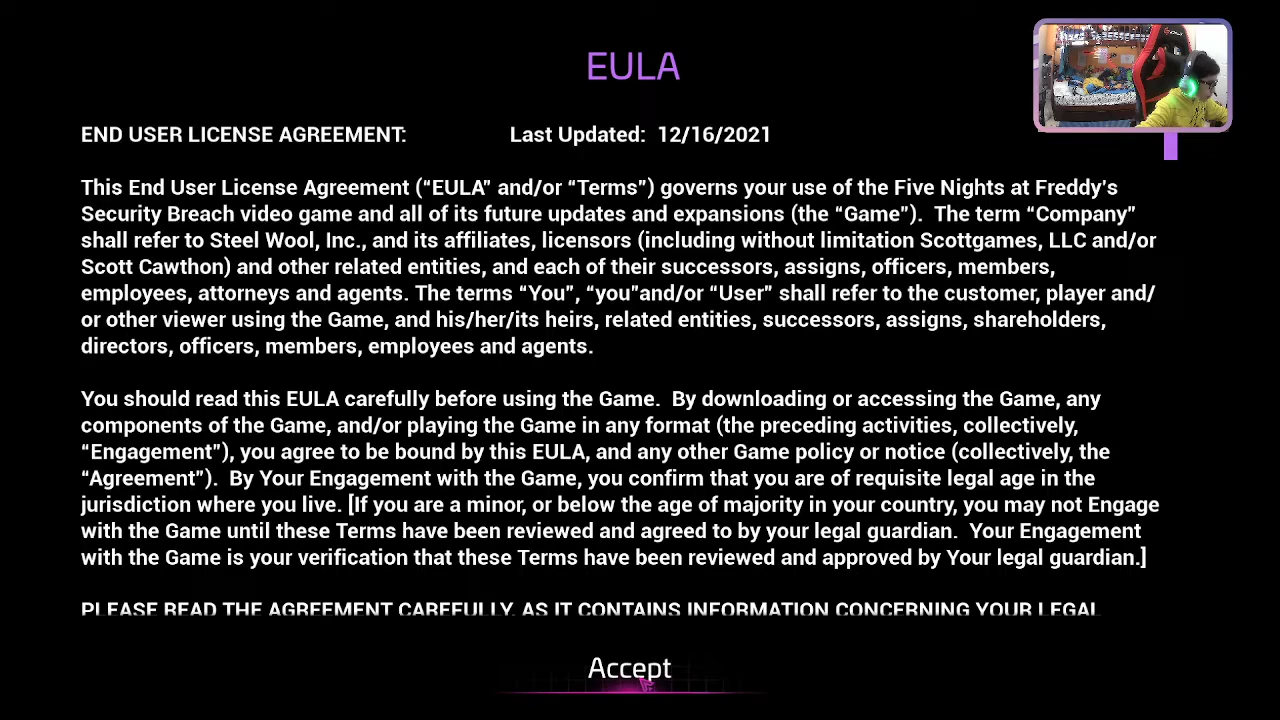 EULA
END USER LICENSE AGREEMENT: Last Updated: 12/16/2021
This End User License Agreement (“EULA” and/or “Terms”) governs your use of the Five Nights at Freddy's
Security Breach video game and all of its future updates and expansions (the “Game”). The term “Company”
shall refer to Steel Wool, Inc., and its affiliates, licensors (including without limitation Scottgames, LLC and/or
Scott Cawthon) and other related entities, and each of their successors, assigns, officers, members,
employees, attorneys and agents. The terms “You”, “you”and/or “User” shall refer to the customer, player and/
or other viewer using the Game, and his/her/its heirs, related entities, successors, assigns, shareholders,
directors, officers, members, employees and agents.
You should read this EULA carefully before using the Game. By downloading or accessing the Game, any
components of the Game, and/or playing the Game in any format (the preceding activities, collectively,
“Engagement”), you agree to be bound by this EULA, and any other Game policy or notice (collectively, the
“Agreement”). By Your Engagement with the Game, you confirm that you are of requisite legal age in the
jurisdiction where you live. [If you are a minor, or below the age of majority in your country, you may not Engage
with the Game until these Terms have been reviewed and agreed to by your legal guardian. Your Engagement
with the Game is your verification that these Terms have been reviewed and approved by Your legal guardian.]
PLEASE READ THE AGREEMENT CAREFULLY, AS IT CONTAINS INFORMATION CONCERNING YOUR LEGAL
Accept